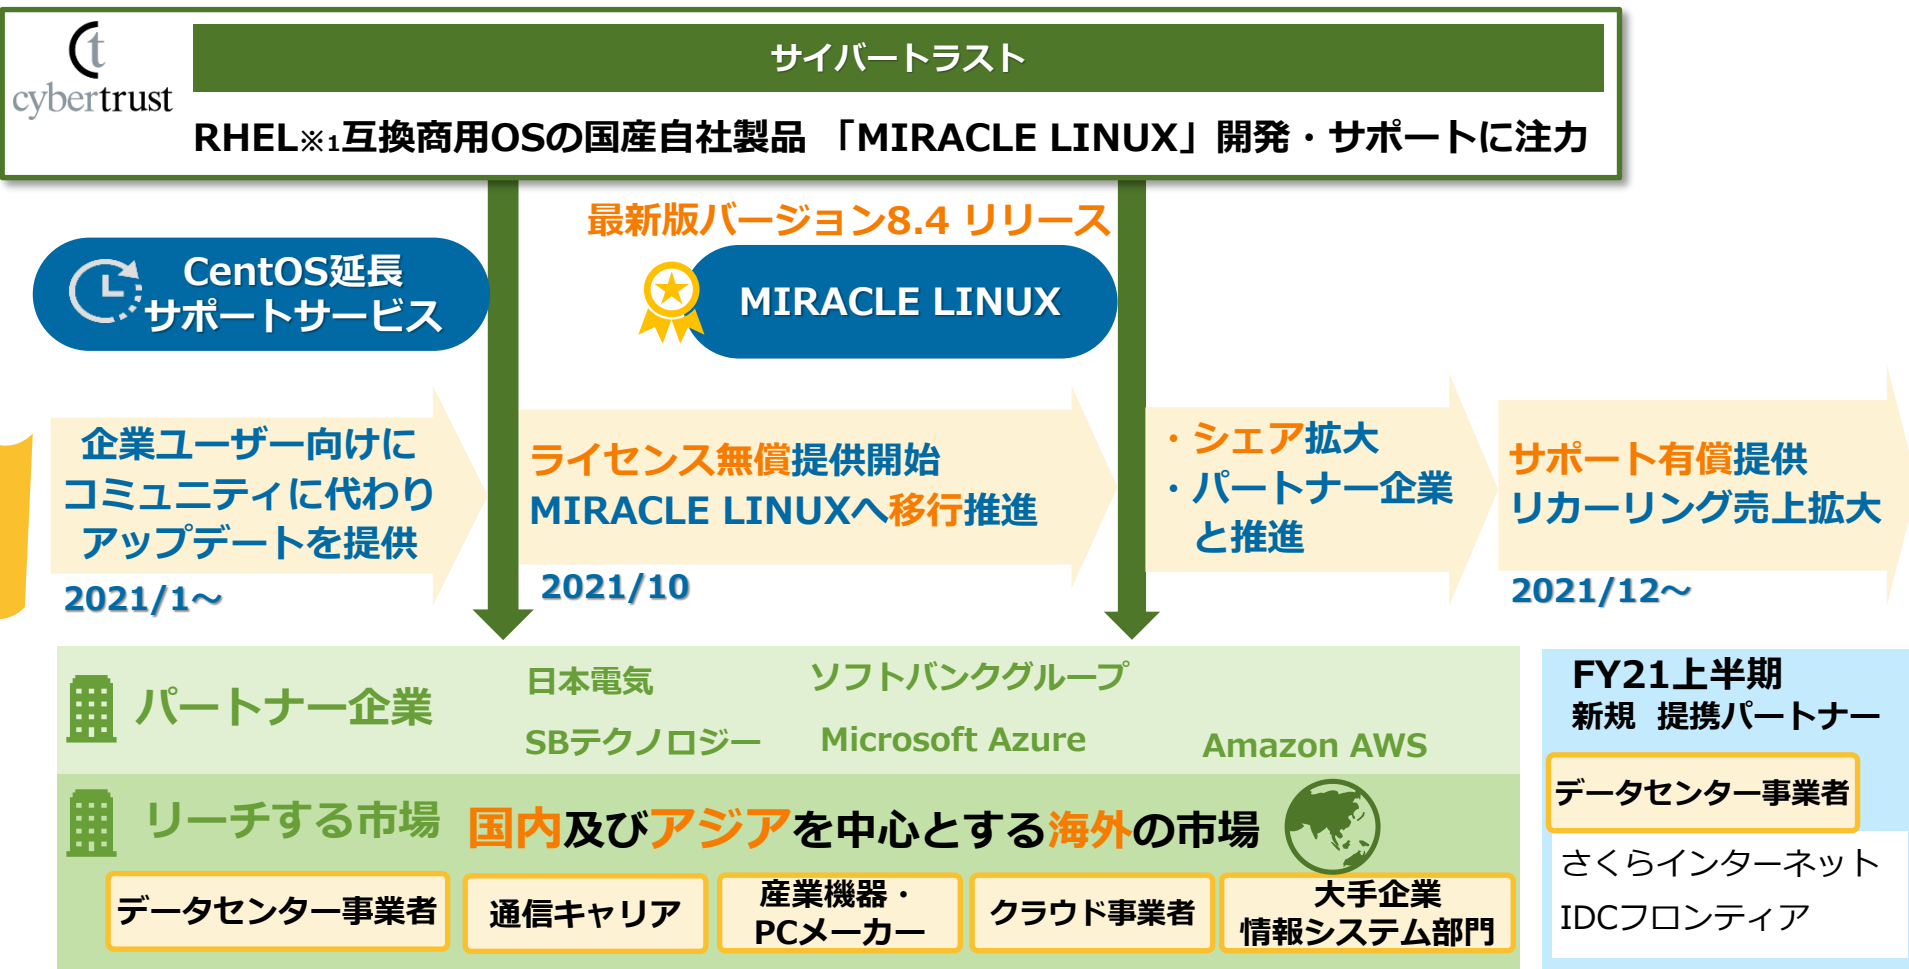 cybertrust
サイバートラスト
RHEL※1互換商用OSの国産自社製品 「MIRACLE LINUX」開発・サポートに注力
最新版バージョン8.4 リリース
CentOS延長
サポートサービス
MIRACLE LINUX
企業ユーザー向けに
コミュニティに代わり
アップデートを提供
2021/1～
ライセンス無償提供開始
MIRACLE LINUXへ移行推進
2021/10
・シェア拡大
・パートナー企業
と推進
サポート有償提供
リカーリング売上拡大
2021/12～
パートナー企業
日本電気
ソフトバンクグループ
SBテクノロジー
Microsoft Azure
Amazon AWS
リーチする市場
国内及びアジアを中心とする海外の市場
データセンター事業者
通信キャリア
産業機器・
PCメーカー
クラウド事業者
大手企業
情報システム部門
FY21上半期
新規 提携パートナー
データセンター事業者
さくらインターネット
IDCフロンティア